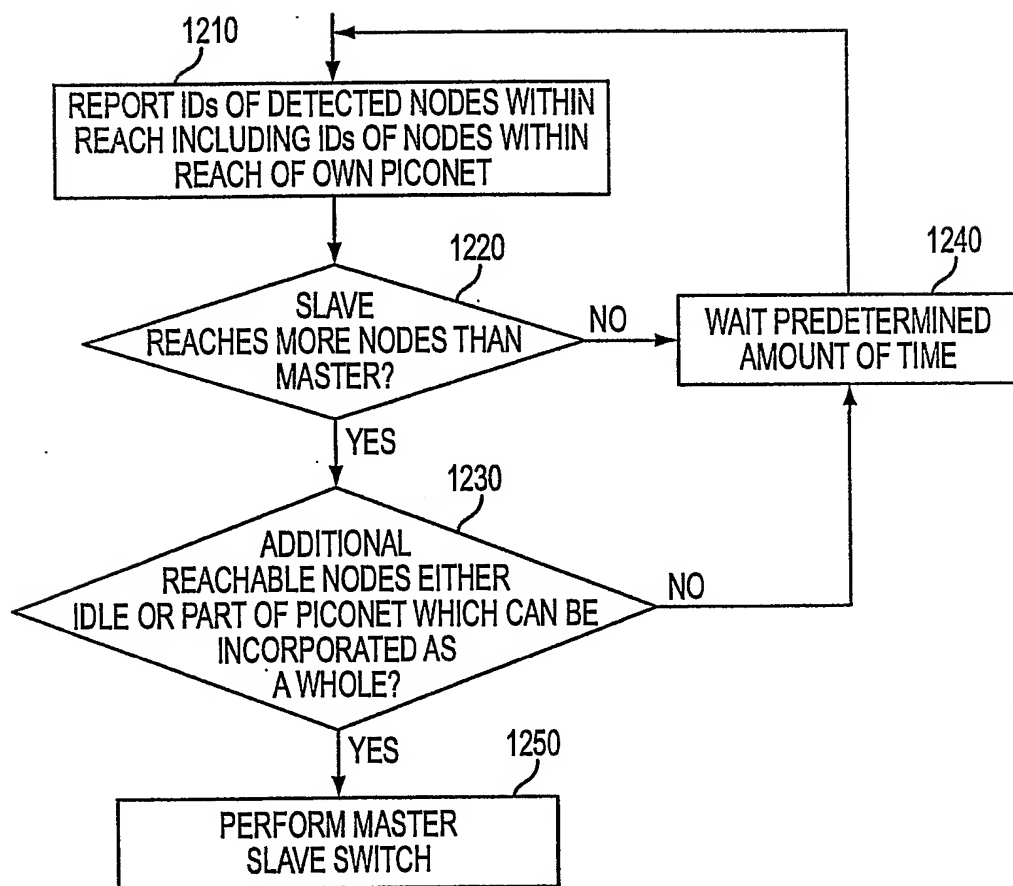 1210
REPORT IDs OF DETECTED NODES WITHIN
REACH INCLUDING IDs OF NODES WITHIN
REACH OF OWN PICONET
1220
SLAVE
REACHES MORE NODES THAN
MASTER?
NO
1240
WAIT PREDETERMINED
AMOUNT OF TIME
YES
1230
ADDITIONAL
REACHABLE NODES EITHER
IDLE OR PART OF PICONET WHICH CAN BE
INCORPORATED AS
A WHOLE?
NO
YES
1250
PERFORM MASTER
SLAVE SWITCH